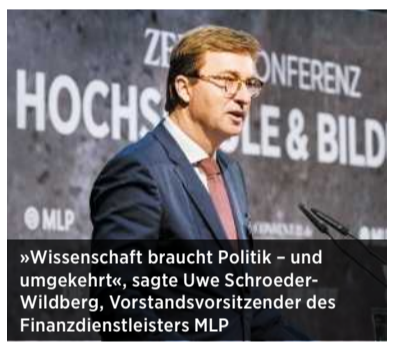 ZE ONFERENZ
HOCHS LE & BILD
MLP
»Wissenschaft braucht Politik – und
umgekehrt«, sagte Uwe Schroeder-
Wildberg, Vorstandsvorsitzender des
Finanzdienstleisters MLP